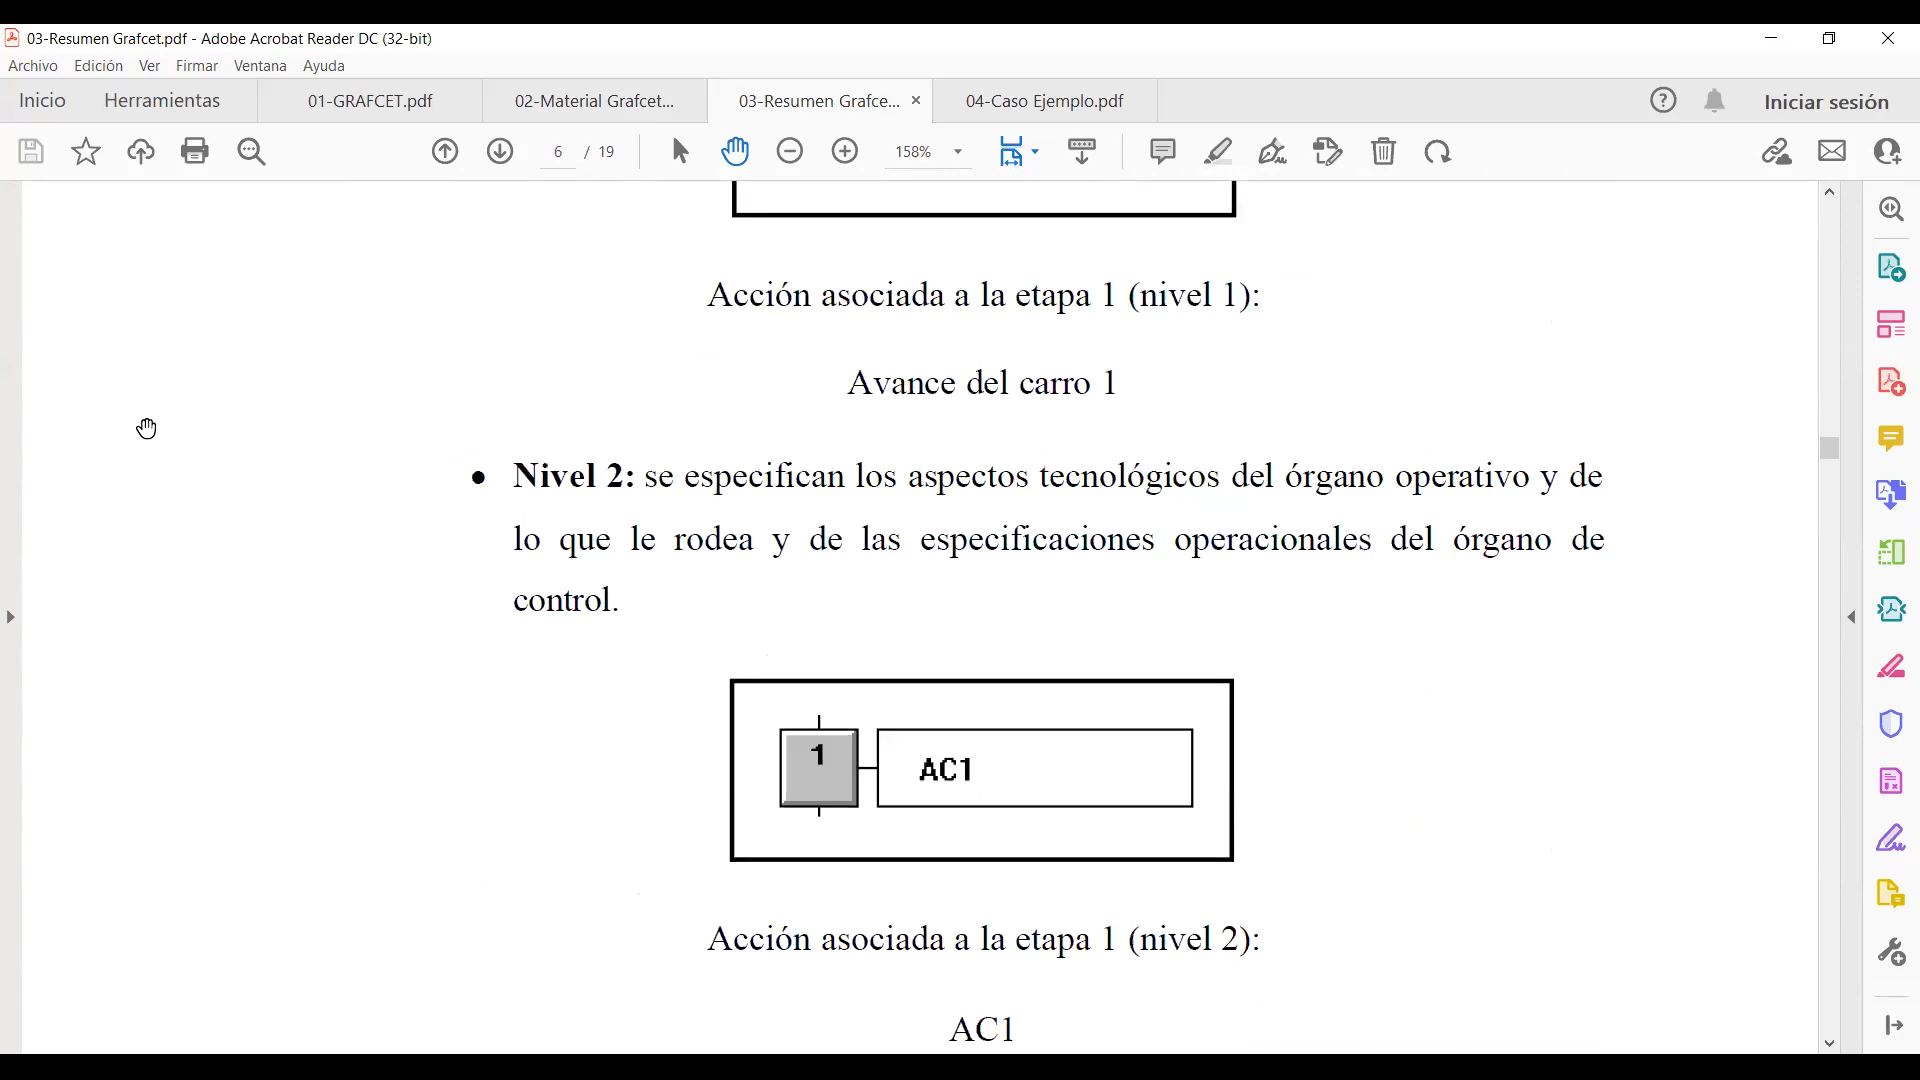 03-Resumen Grafcet.pdf - Adobe Acrobat Reader DC (32-bit)
Archivo Edición Ver Firmar Ventana Ayuda
Inicio Herramientas 01-GRAFCET.pdf 02-Material Grafcet... 03-Resumen Grafce... × 04-Caso Ejemplo.pdf Iniciar sesión
6 / 19 158%
Acción asociada a la etapa 1 (nivel 1):
Avance del carro 1
• Nivel 2: se especifican los aspectos tecnológicos del órgano operativo y de
lo que le rodea y de las especificaciones operacionales del órgano de
control.
1 AC1
Acción asociada a la etapa 1 (nivel 2):
AC1